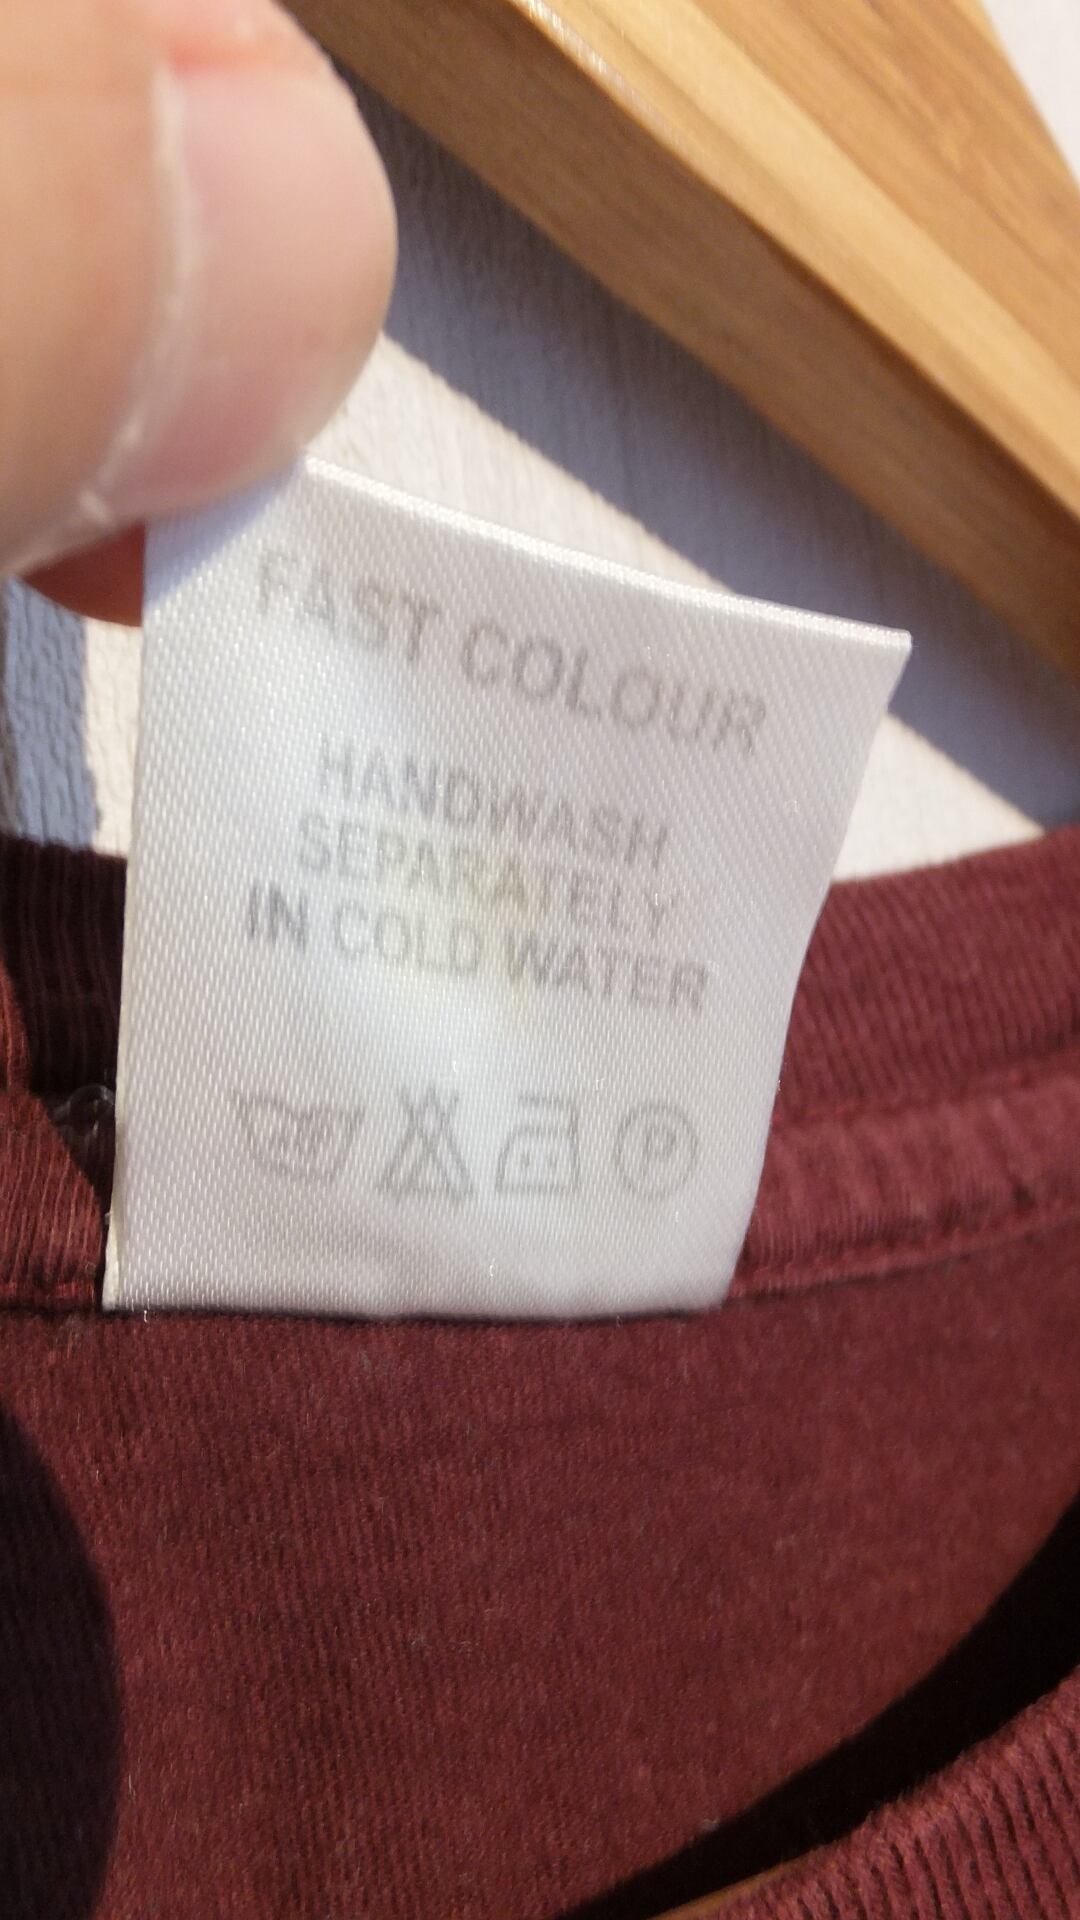 FAST COLOUR
HANDWASH
SEPARATELY
IN COLD WATER
P